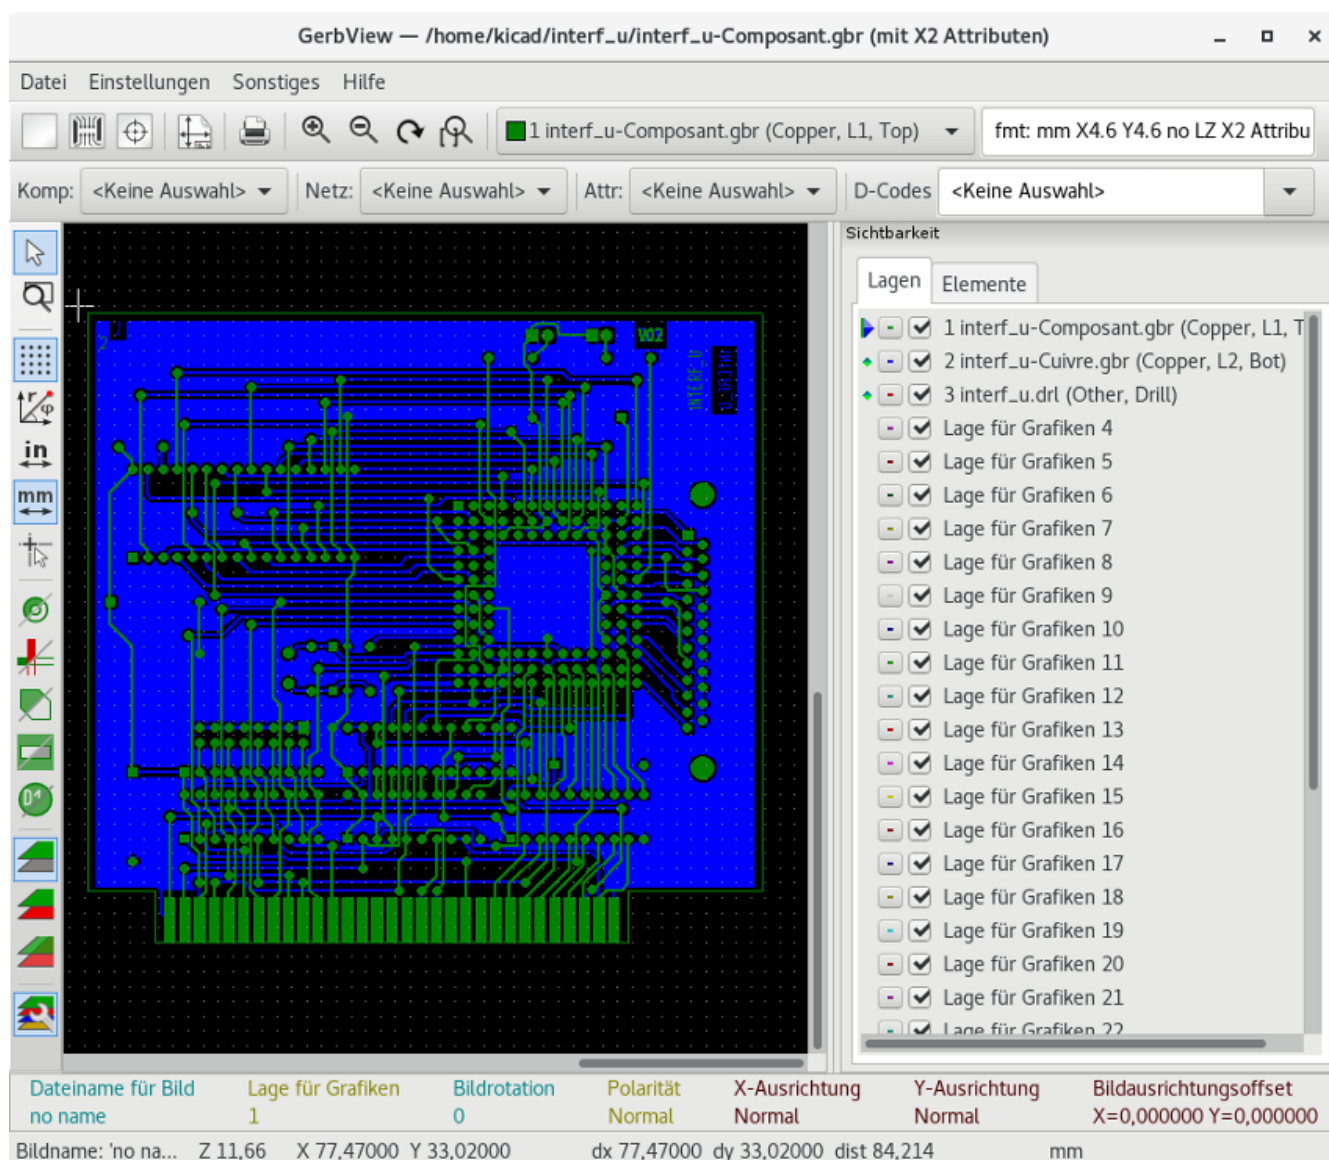 GerbView — /home/kicad/interf_u/interf_u-Composant.gbr (mit X2 Attributen)
Datei Einstellungen Sonstiges Hilfe
1 interf_u-Composant.gbr (Copper, L1, Top) fmt: mm X4.6 Y4.6 no LZ X2 Attribu
Komp: <Keine Auswahl> Netz: <Keine Auswahl> Attr: <Keine Auswahl> D-Codes <Keine Auswahl>
Sichtbarkeit
Lagen Elemente
in
mm
INTERF_U
1 interf_u-Composant.gbr (Copper, L1, T
2 interf_u-Cuivre.gbr (Copper, L2, Bot)
3 interf_u.drl (Other, Drill)
Lage für Grafiken 4
Lage für Grafiken 5
Lage für Grafiken 6
Lage für Grafiken 7
Lage für Grafiken 8
Lage für Grafiken 9
Lage für Grafiken 10
Lage für Grafiken 11
Lage für Grafiken 12
Lage für Grafiken 13
Lage für Grafiken 14
Lage für Grafiken 15
Lage für Grafiken 16
Lage für Grafiken 17
Lage für Grafiken 18
Lage für Grafiken 19
Lage für Grafiken 20
Lage für Grafiken 21
Lage für Grafiken 22
Dateiname für Bild Lage für Grafiken Bildrotation Polarität X-Ausrichtung Y-Ausrichtung Bildausrichtungsoffset
no name 1 0 Normal Normal Normal X=0,000000 Y=0,000000
Bildname: 'no na... Z 11,66 X 77,47000 Y 33,02000 dx 77,47000 dy 33,02000 dist 84,214 mm